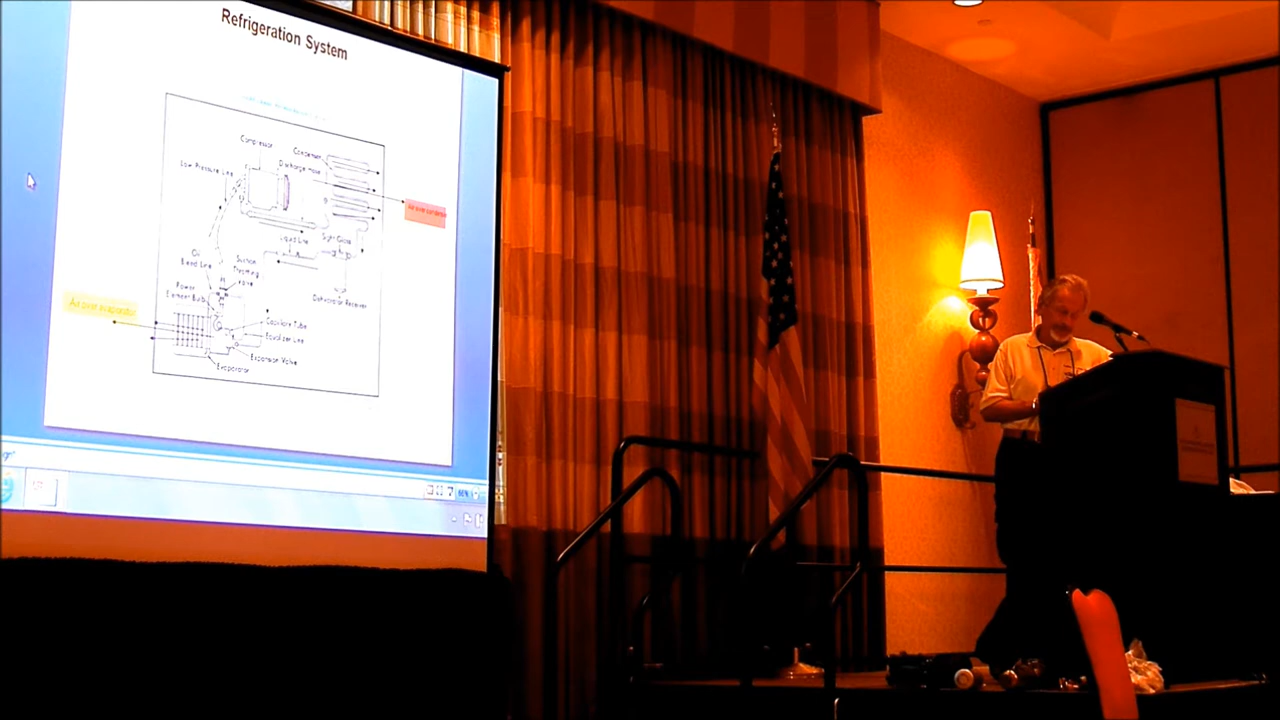 Refrigeration System
Compressor
Condenser
Low Pressure Line
Discharge Hose
Air over condenser
Liquid Line
Sight Glass
Oil
Bleed Line
Suction
Throttling
Valve
Power
Element Bulb
Dehydrator Receiver
Air over evaporator
Capillary Tube
Equalizer Line
Expansion Valve
Evaporator
66%